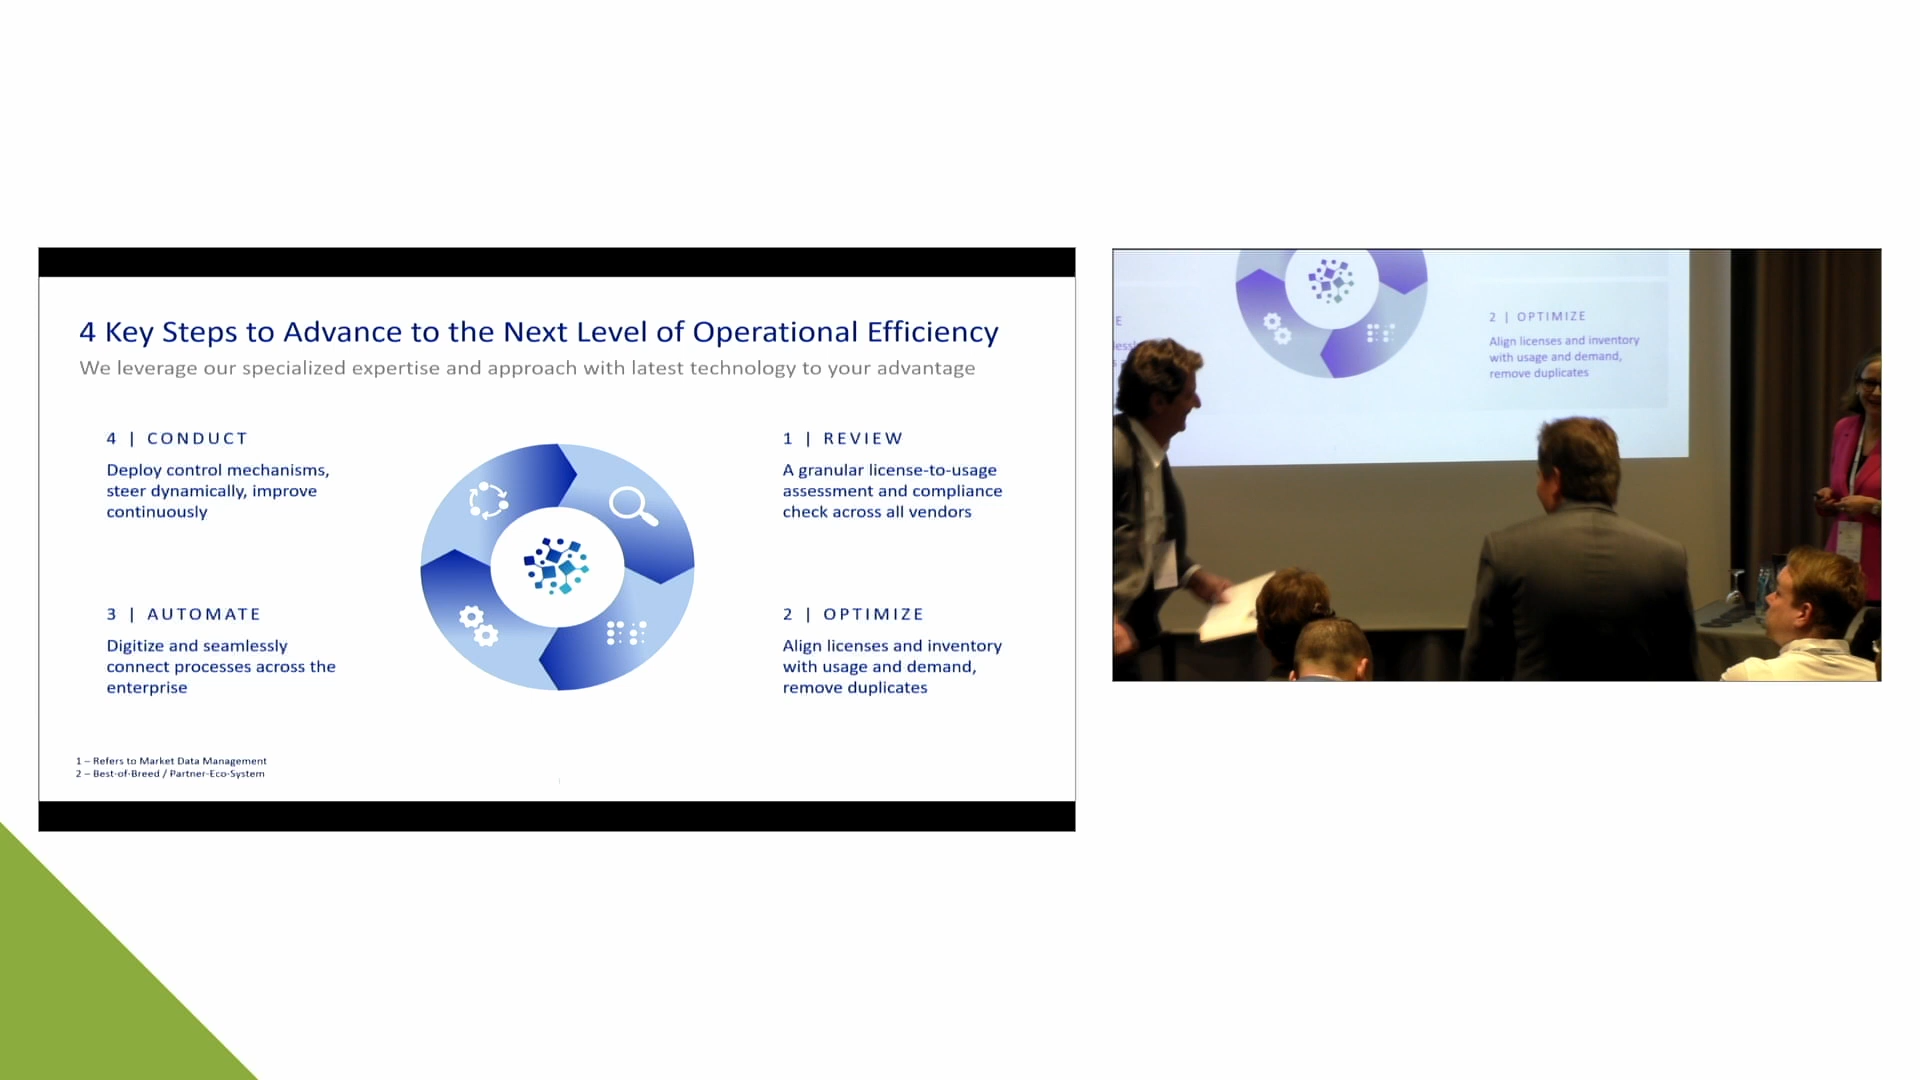 4 Key Steps to Advance to the Next Level of Operational Efficiency
We leverage our specialized expertise and approach with latest technology to your advantage
4 | CONDUCT
Deploy control mechanisms,
steer dynamically, improve
continuously
1 | REVIEW
A granular license-to-usage
assessment and compliance
check across all vendors
3 | AUTOMATE
Digitize and seamlessly
connect processes across the
enterprise
2 | OPTIMIZE
Align licenses and inventory
with usage and demand,
remove duplicates
1 – Refers to Market Data Management
2 – Best-of-Breed / Partner-Eco-System
2 | OPTIMIZE
Align licenses and inventory
with usage and demand,
remove duplicates